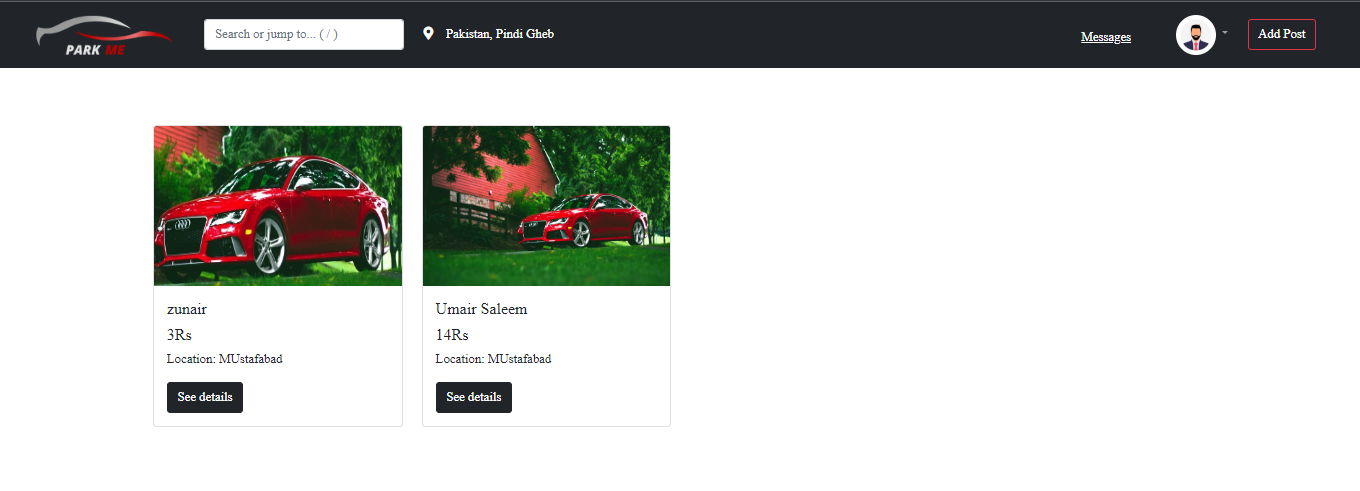 PARK ME
Search or jump to... ( / )
Pakistan, Pindi Gheb
Messages
Add Post
zunair
3Rs
Location: MUstafabad
See details
Umair Saleem
14Rs
Location: MUstafabad
See details